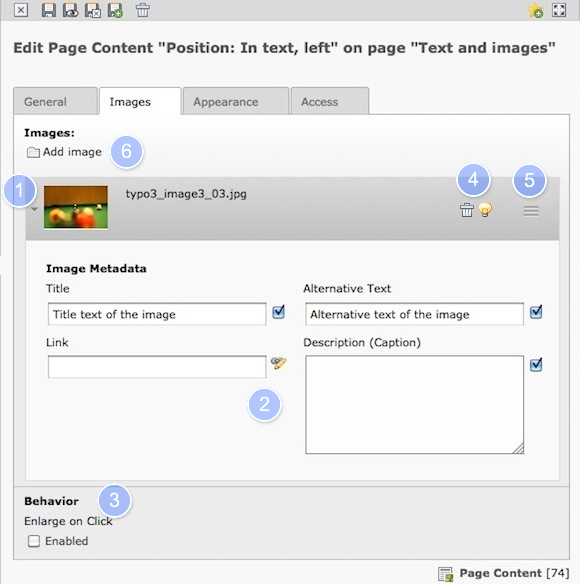 Edit Page Content "Position: In text, left" on page "Text and images"
General Images Appearance Access
Images:
Add image 6
1 typo3_image3_03.jpg 4 5
Image Metadata
Title Alternative Text
Title text of the image Alternative text of the image
Link Description (Caption)
2
Behavior 3
Enlarge on Click
Enabled
Page Content [74]